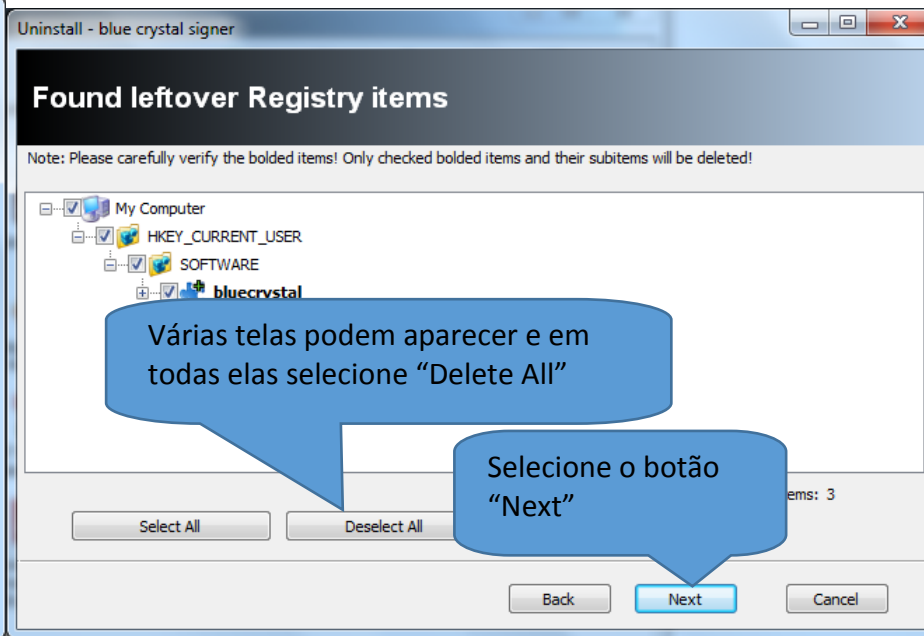 Uninstall - blue crystal signer
Found leftover Registry items
Note: Please carefully verify the bolded items! Only checked bolded items and their subitems will be deleted!
My Computer
HKEY_CURRENT_USER
SOFTWARE
bluecrystal
Várias telas podem aparecer e em
todas elas selecione “Delete All”
Selecione o botão
“Next”
ems: 3
Select All
Deselect All
Back
Next
Cancel